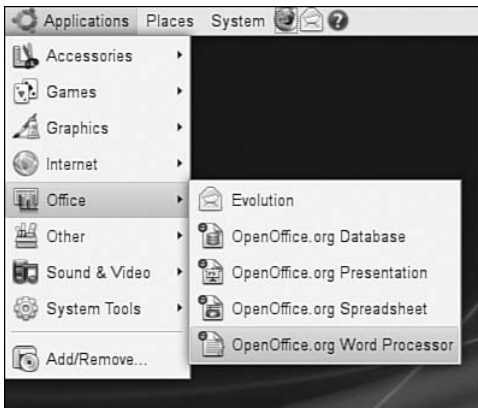 Applications Places System
Accessories
Games
Graphics
Internet
Office
Other
Sound & Video
System Tools
Add/Remove...
Evolution
OpenOffice.org Database
OpenOffice.org Presentation
OpenOffice.org Spreadsheet
OpenOffice.org Word Processor